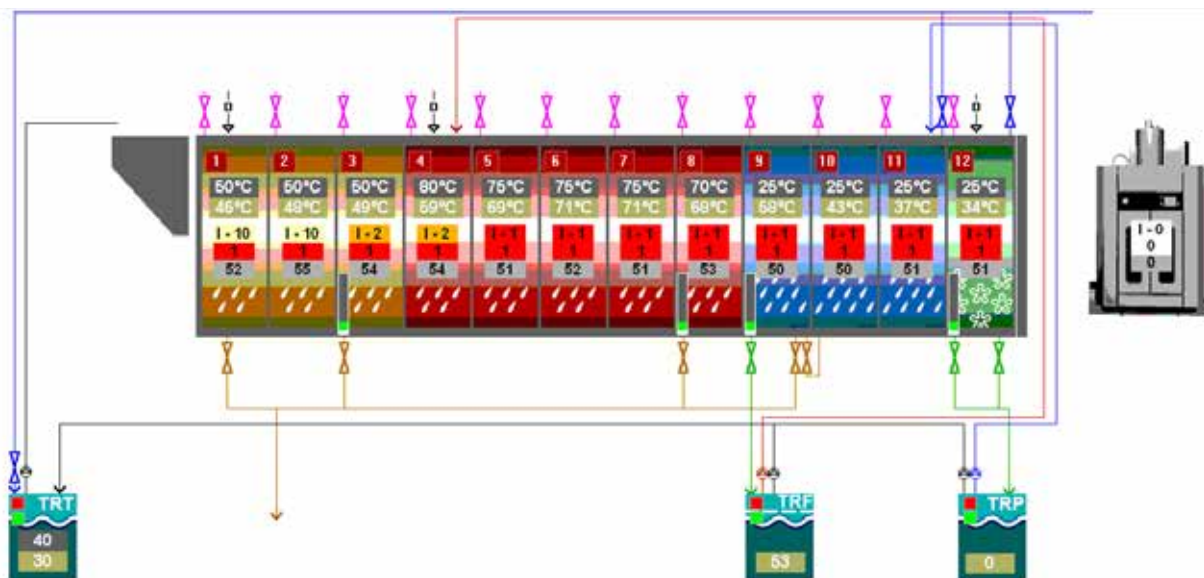 1 2 3 4 5 6 7 8 9 10 11 12
50°C 50°C 50°C 80°C 75°C 75°C 75°C 70°C 25°C 25°C 25°C 25°C
46°C 48°C 49°C 59°C 69°C 71°C 71°C 68°C 58°C 43°C 37°C 34°C
I - 10 I - 10 I - 2 I - 2 I - 1 I - 1 I - 1 I - 1 I - 1 I - 1 I - 1 I - 1 I - 0
1 1 1 1 1 1 1 1 1 1 1 1 0
52 55 54 54 51 52 51 53 50 50 51 51 0
TRT TRF TRP
40
30 53 0